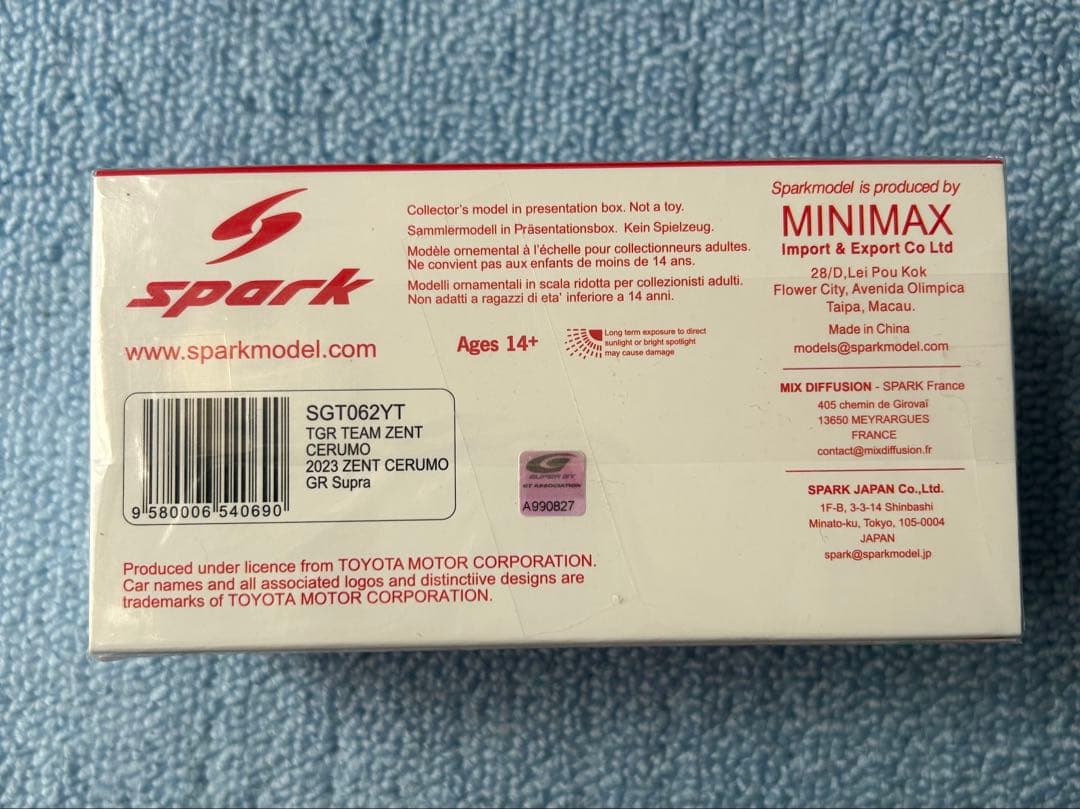 spark
www.sparkmodel.com
Collector's model in presentation box. Not a toy.
Sammlermodell in Präsentationsbox. Kein Spielzeug.
Modèle ornemental à l'échelle pour collectionneurs adultes.
Ne convient pas aux enfants de moins de 14 ans.
Modelli ornamentali in scala ridotta per collezionisti adulti.
Non adatti a ragazzi di eta' inferiore a 14 anni.
Ages 14+
Long term exposure to direct
sunlight or bright spotlight
may cause damage
SGT062YT
TGR TEAM ZENT
CERUMO
2023 ZENT CERUMO
GR Supra
9 580006 540690
SUPER GT
GT ASSOCIATION
A990827
Produced under licence from TOYOTA MOTOR CORPORATION.
Car names and all associated logos and distinctiive designs are
trademarks of TOYOTA MOTOR CORPORATION.
Sparkmodel is produced by
MINIMAX
Import & Export Co Ltd
28/D,Lei Pou Kok
Flower City, Avenida Olimpica
Taipa, Macau.
Made in China
models@sparkmodel.com
MIX DIFFUSION - SPARK France
405 chemin de Girovaï
13650 MEYRARGUES
FRANCE
contact@mixdiffusion.fr
SPARK JAPAN Co.,Ltd.
1F-B, 3-3-14 Shinbashi
Minato-ku, Tokyo, 105-0004
JAPAN
spark@sparkmodel.jp